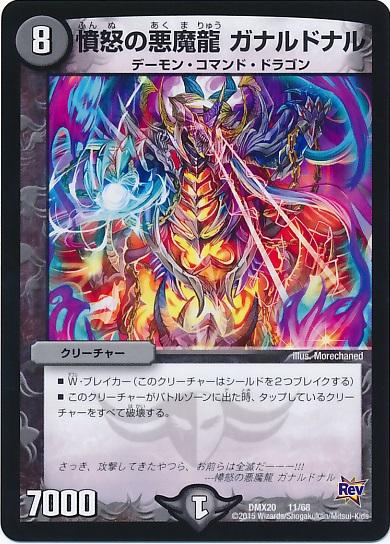 8
ふんぬ あくまりゅう
憤怒の悪魔龍 ガナルドナル
デーモン・コマンド・ドラゴン
クリーチャー
Illus. Morechaned
■W・ブレイカー(このクリーチャーはシールドを2つブレイクする)
■このクリーチャーがバトルゾーンに出た時、タップしているクリーチャーをすべて破壊する。
さっき、攻撃してきたやつら、お前らは全滅だーーー!!
---憤怒の悪魔龍 ガナルドナル
7000
Rev
DMX20 11/68
©2015 Wizards/Shogakukan/Mitsui-Kids